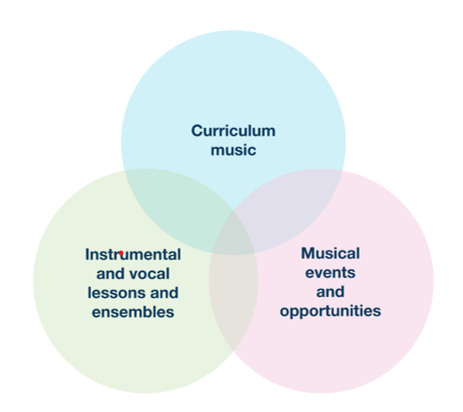 Curriculum
music
Instrumental
and vocal
lessons and
ensembles
Musical
events
and
opportunities